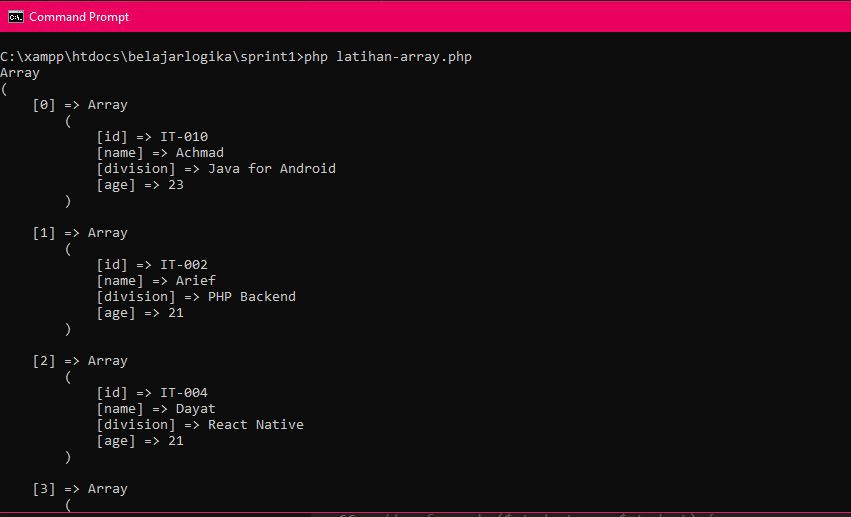 Command Prompt
C:\xampp\htdocs\belajarlogika\sprint1>php latihan-array.php
Array
(
    [0] => Array
        (
            [id] => IT-010
            [name] => Achmad
            [division] => Java for Android
            [age] => 23
        )
    [1] => Array
        (
            [id] => IT-002
            [name] => Arief
            [division] => PHP Backend
            [age] => 21
        )
    [2] => Array
        (
            [id] => IT-004
            [name] => Dayat
            [division] => React Native
            [age] => 21
        )
    [3] => Array
        (